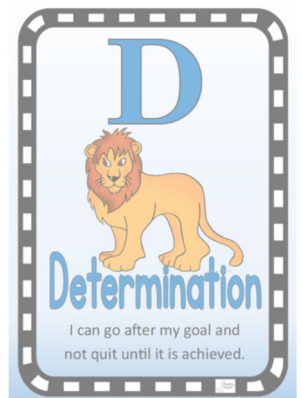 D
Determination
I can go after my goal and
not quit until it is achieved.